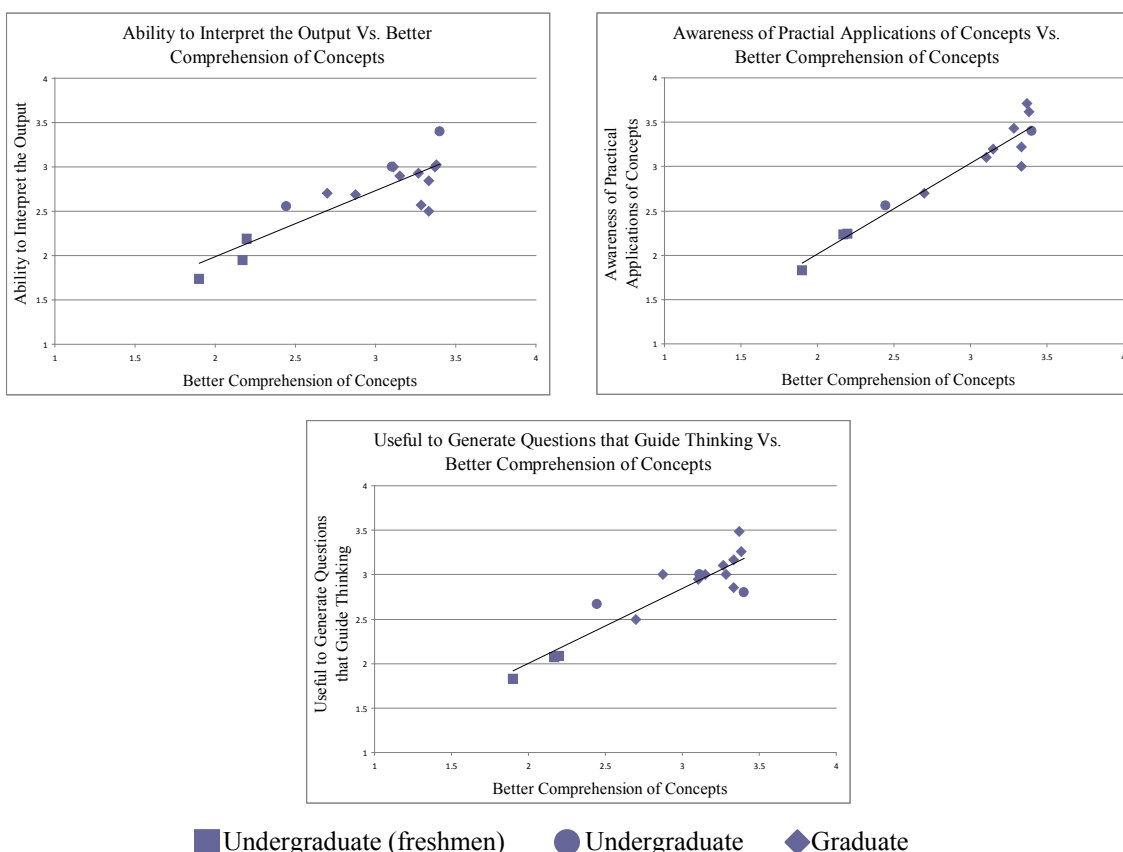 Ability to Interpret the Output Vs. Better
Comprehension of Concepts
Ability to Interpret the Output
4
3.5
3
2.5
2
1.5
1
1 1.5 2 2.5 3 3.5 4
Better Comprehension of Concepts
Awareness of Practial Applications of Concepts Vs.
Better Comprehension of Concepts
Awareness of Practical
Applications of Concepts
4
3.5
3
2.5
2
1.5
1
1 1.5 2 2.5 3 3.5 4
Better Comprehension of Concepts
Useful to Generate Questions that Guide Thinking Vs.
Better Comprehension of Concepts
Useful to Generate Questions
that Guide Thinking
4
3.5
3
2.5
2
1.5
1
1 1.5 2 2.5 3 3.5 4
Better Comprehension of Concepts
Undergraduate (freshmen) Undergraduate Graduate